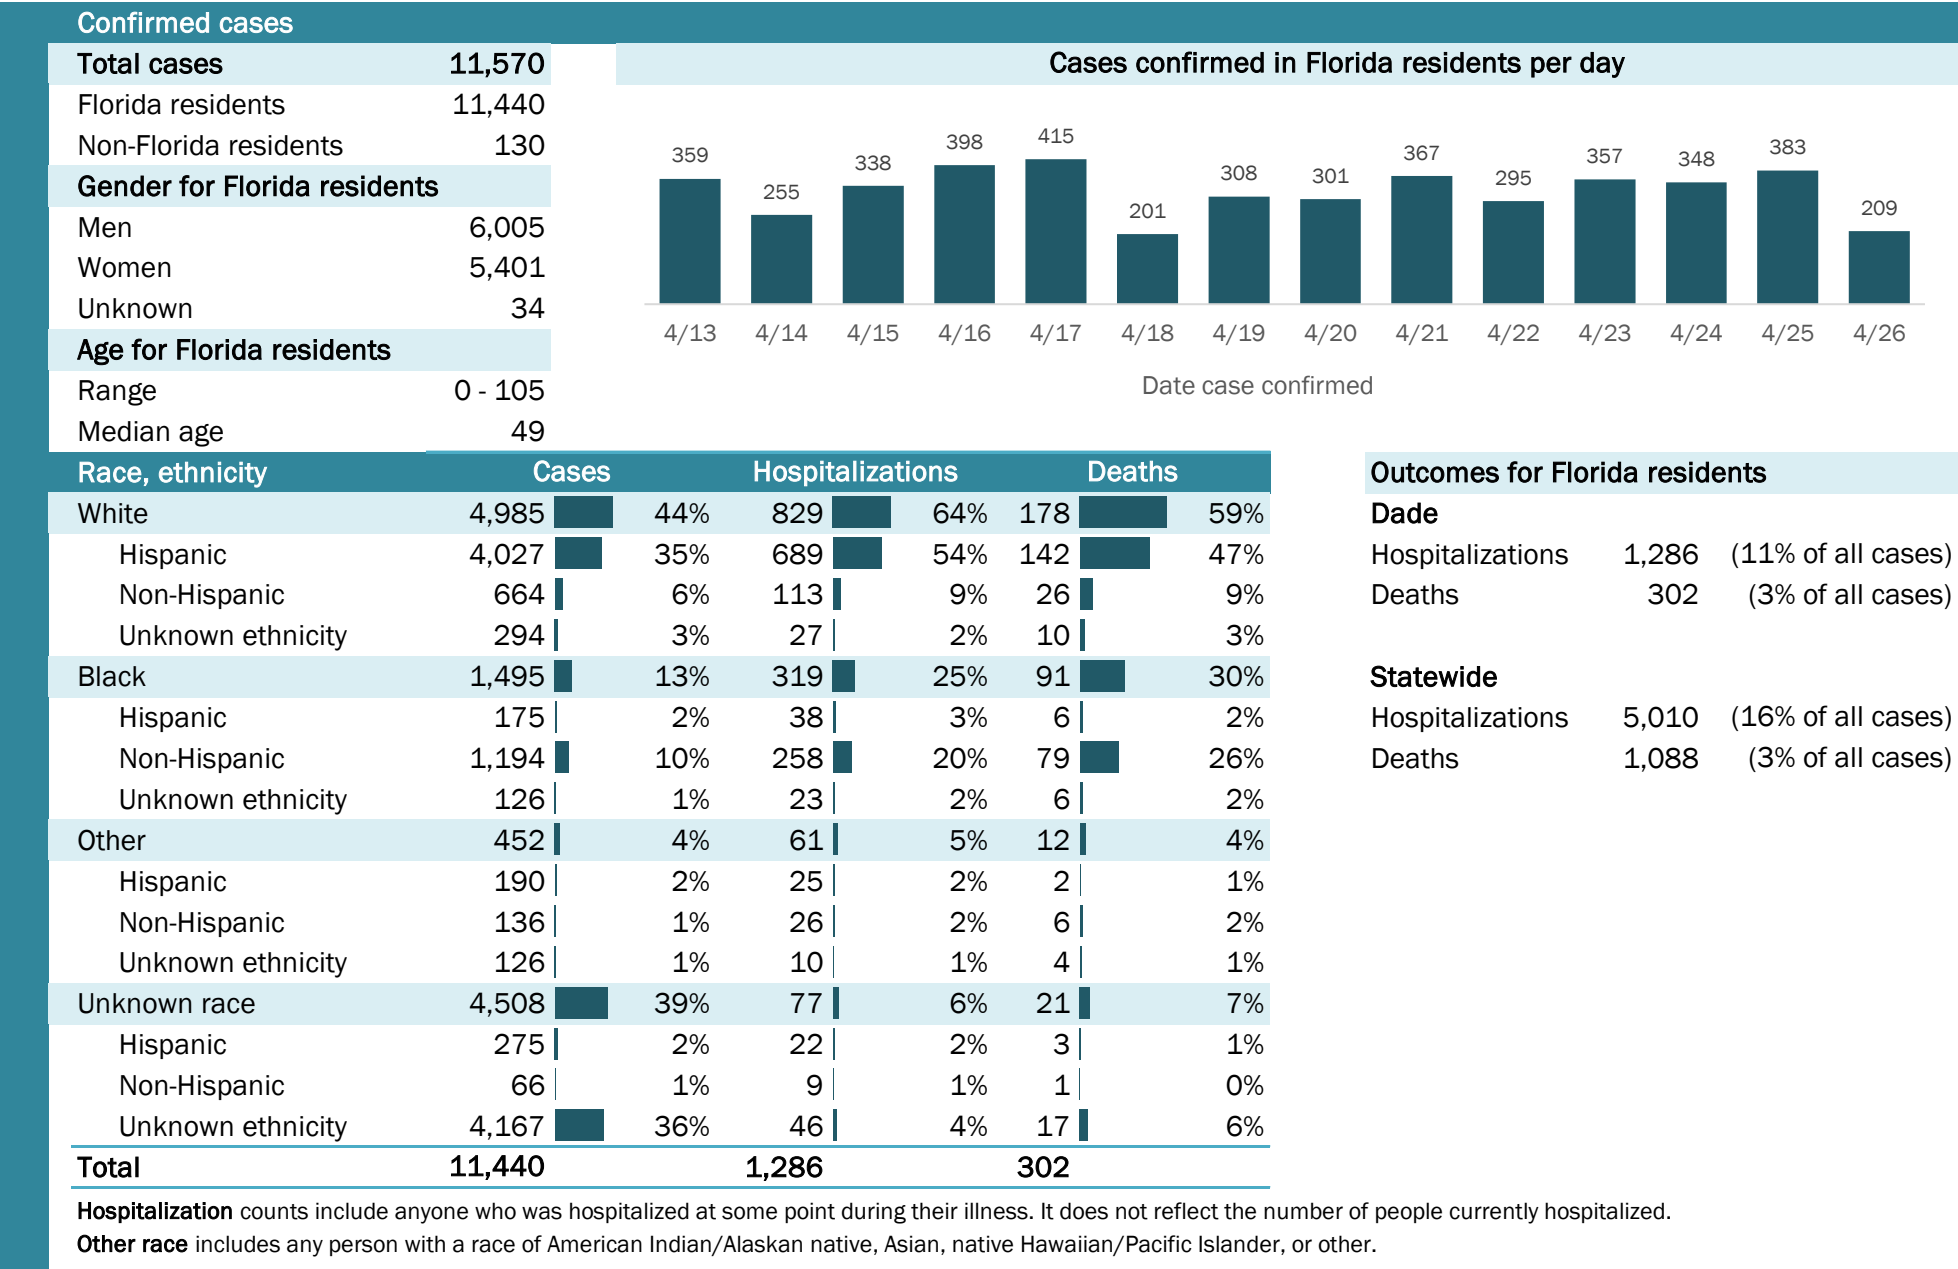 Confirmed cases
Total cases 11,570
Florida residents 11,440
Non-Florida residents 130
Gender for Florida residents
Men 6,005
Women 5,401
Unknown 34
Age for Florida residents
Range 0 - 105
Median age 49
Cases confirmed in Florida residents per day
359 255 338 398 415 201 308 301 367 295 357 348 383 209
4/13 4/14 4/15 4/16 4/17 4/18 4/19 4/20 4/21 4/22 4/23 4/24 4/25 4/26
Date case confirmed
Race, ethnicity Cases Hospitalizations Deaths
White 4,985 44% 829 64% 178 59%
Hispanic 4,027 35% 689 54% 142 47%
Non-Hispanic 664 6% 113 9% 26 9%
Unknown ethnicity 294 3% 27 2% 10 3%
Black 1,495 13% 319 25% 91 30%
Hispanic 175 2% 38 3% 6 2%
Non-Hispanic 1,194 10% 258 20% 79 26%
Unknown ethnicity 126 1% 23 2% 6 2%
Other 452 4% 61 5% 12 4%
Hispanic 190 2% 25 2% 2 1%
Non-Hispanic 136 1% 26 2% 6 2%
Unknown ethnicity 126 1% 10 1% 4 1%
Unknown race 4,508 39% 77 6% 21 7%
Hispanic 275 2% 22 2% 3 1%
Non-Hispanic 66 1% 9 1% 1 0%
Unknown ethnicity 4,167 36% 46 4% 17 6%
Total 11,440 1,286 302
Outcomes for Florida residents
Dade
Hospitalizations 1,286 (11% of all cases)
Deaths 302 (3% of all cases)
Statewide
Hospitalizations 5,010 (16% of all cases)
Deaths 1,088 (3% of all cases)
Hospitalization counts include anyone who was hospitalized at some point during their illness. It does not reflect the number of people currently hospitalized.
Other race includes any person with a race of American Indian/Alaskan native, Asian, native Hawaiian/Pacific Islander, or other.